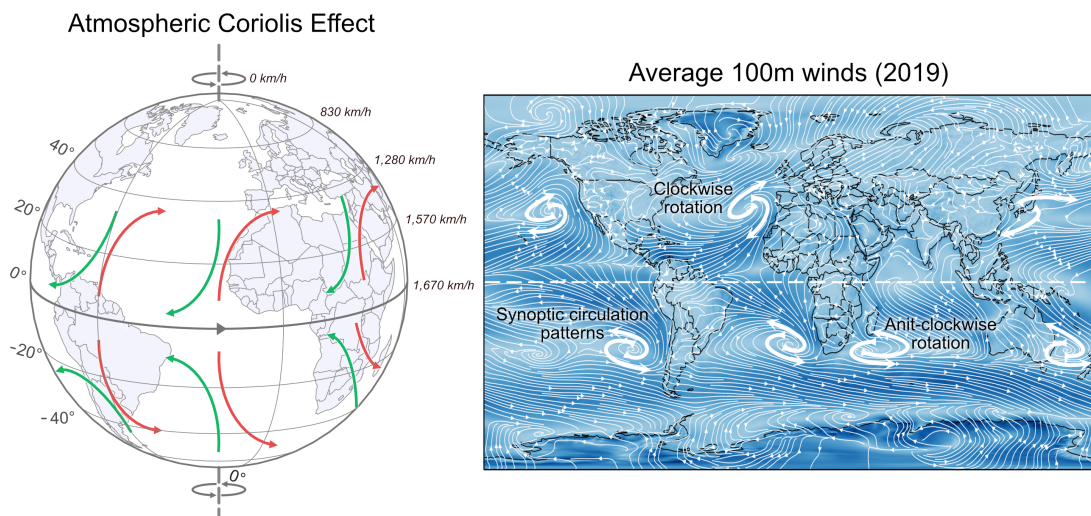 Atmospheric Coriolis Effect
0 km/h
830 km/h
1,280 km/h
1,570 km/h
1,670 km/h
40°
20°
0°
-20°
-40°
0°
Average 100m winds (2019)
Clockwise
rotation
Synoptic circulation
patterns
Anit-clockwise
rotation